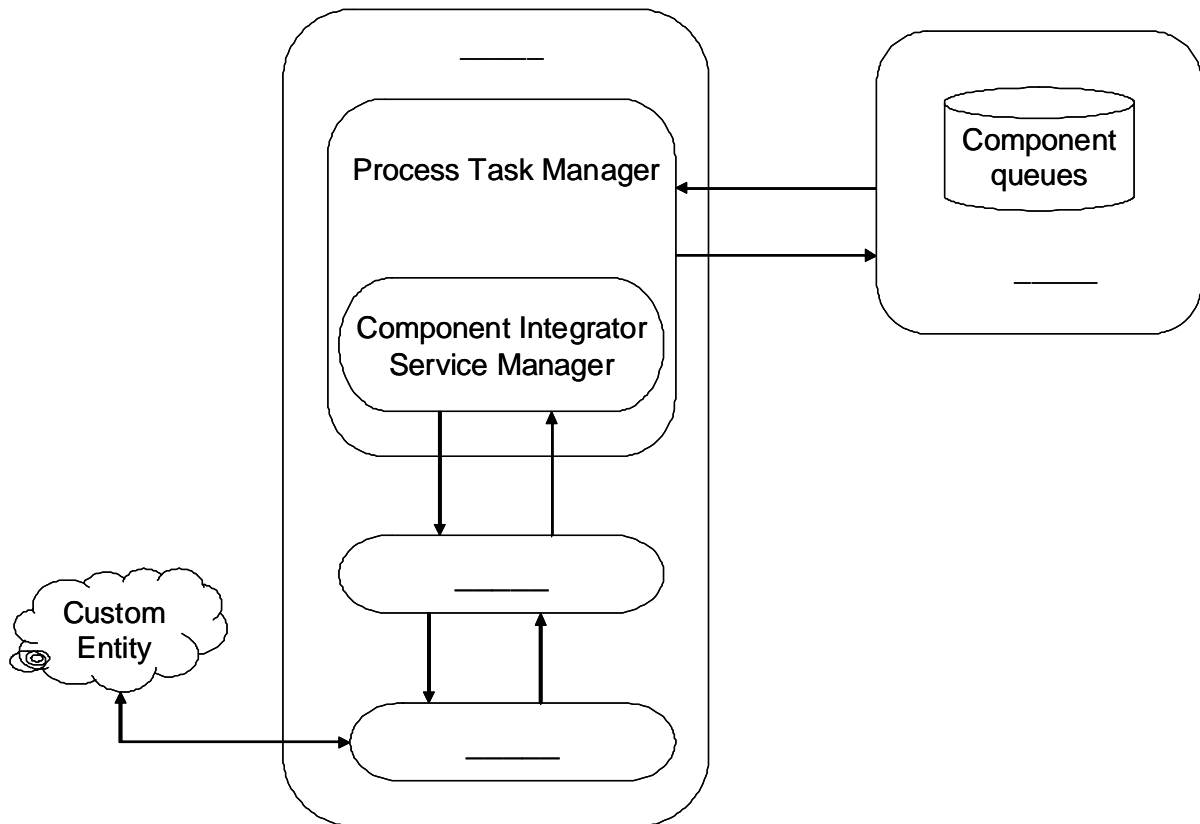 Process Task Manager
Component
queues
Component Integrator
Service Manager
Custom
Entity